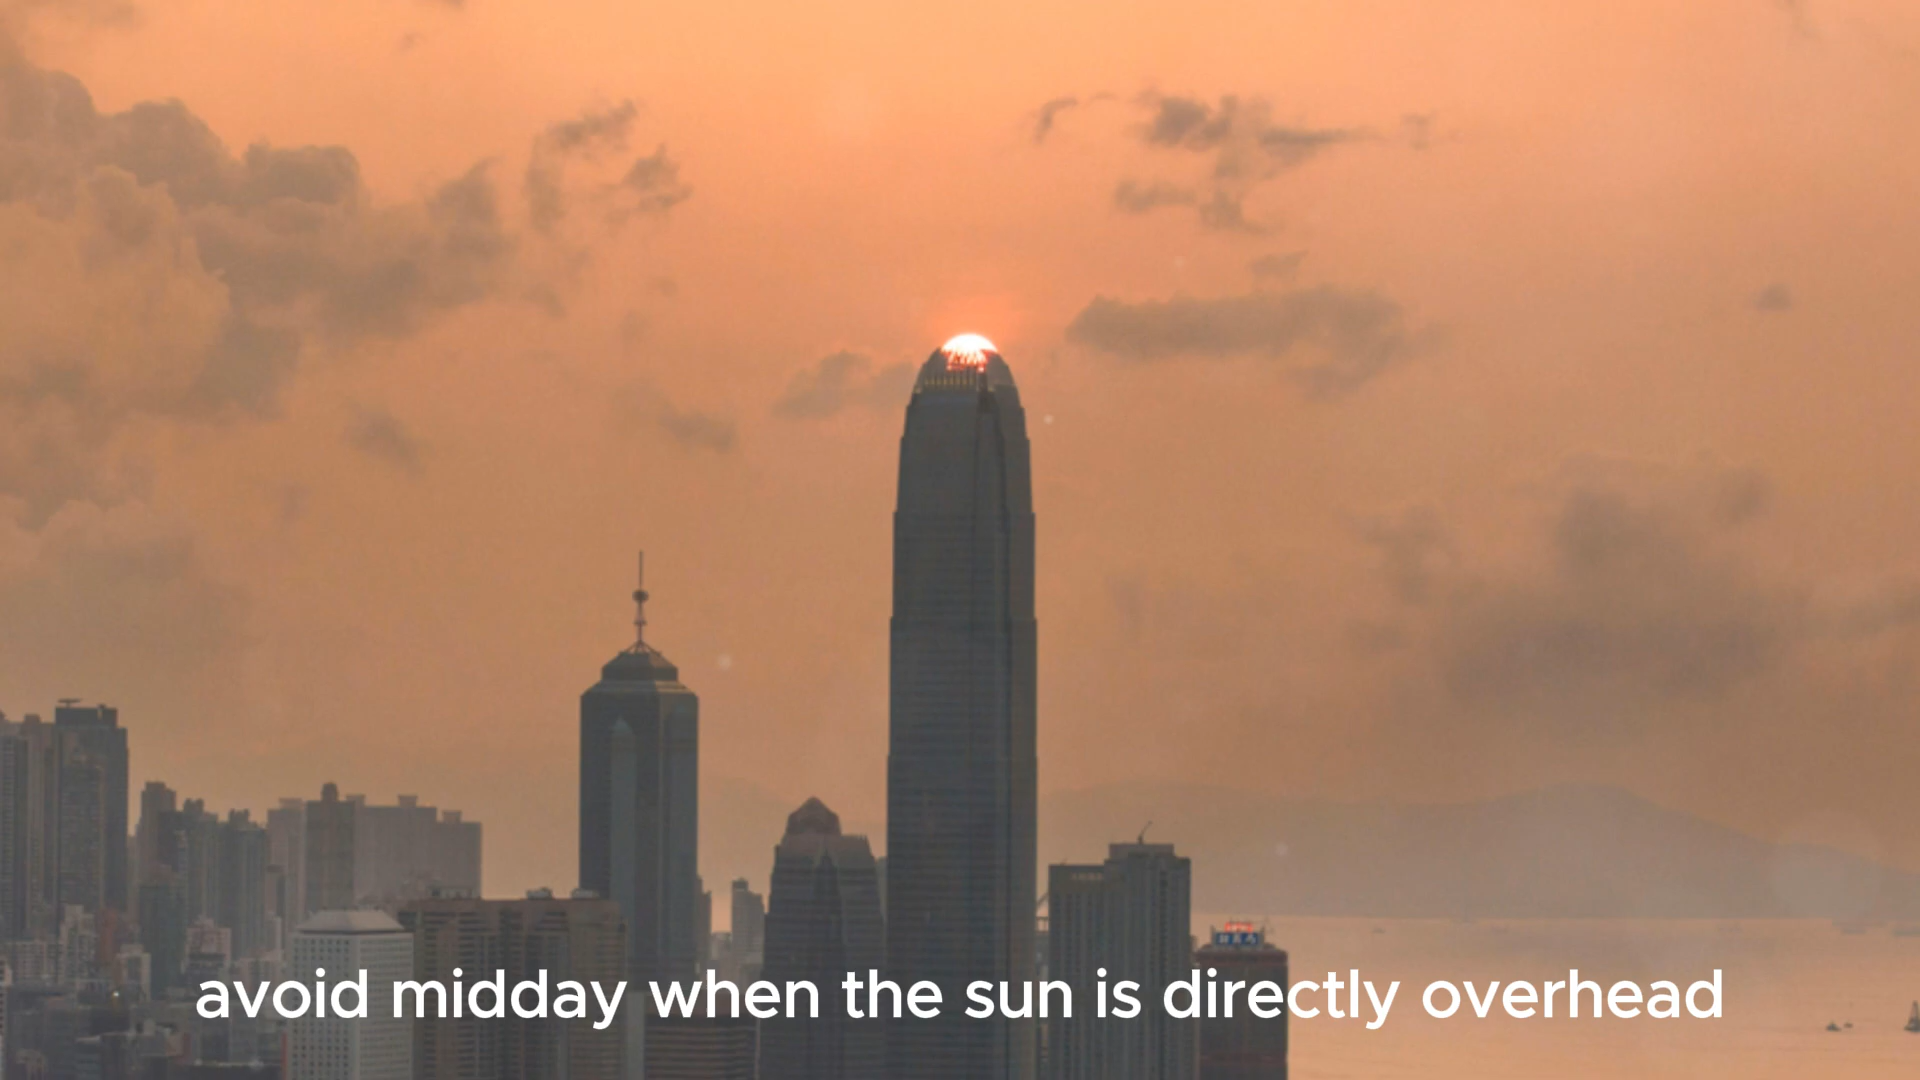 avoid midday when the sun is directly overhead